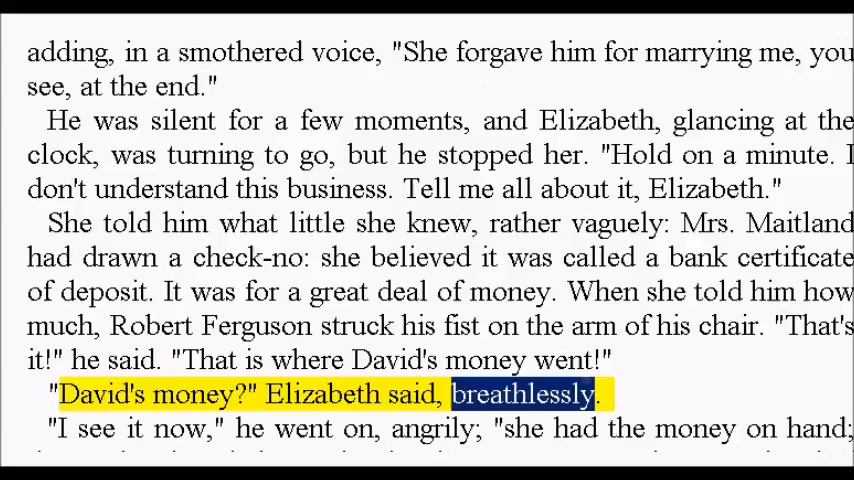 adding, in a smothered voice, "She forgave him for marrying me, you
see, at the end."
He was silent for a few moments, and Elizabeth, glancing at the
clock, was turning to go, but he stopped her. "Hold on a minute. I
don't understand this business. Tell me all about it, Elizabeth."
She told him what little she knew, rather vaguely: Mrs. Maitland
had drawn a check-no: she believed it was called a bank certificate
of deposit. It was for a great deal of money. When she told him how
much, Robert Ferguson struck his fist on the arm of his chair. "That's
it!" he said. "That is where David's money went!"
"David's money?" Elizabeth said, breathlessly.
"I see it now," he went on, angrily; "she had the money on hand;